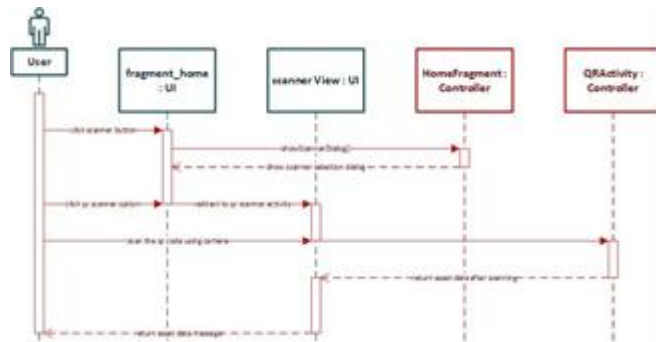 User
fragment_home
: UI
scanner View : UI
HomeFragment :
Controller
QRActivity :
Controller
click scanner button
showScannerDialog()
show scanner selection dialog
click qr scanner option
redirect to qr scanner activity
scan the qr code using camera
return asset data after scanning
return asset data message